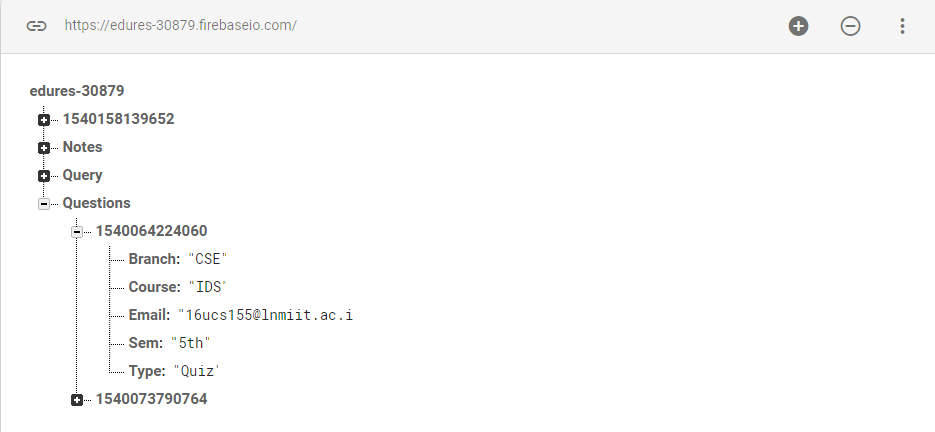 https://edures-30879.firebaseio.com/
edures-30879
1540158139652
Notes
Query
Questions
1540064224060
Branch: "CSE"
Course: "IDS'
Email: "16ucs155@lnmiit.ac.i
Sem: "5th"
Type: "Quiz'
1540073790764